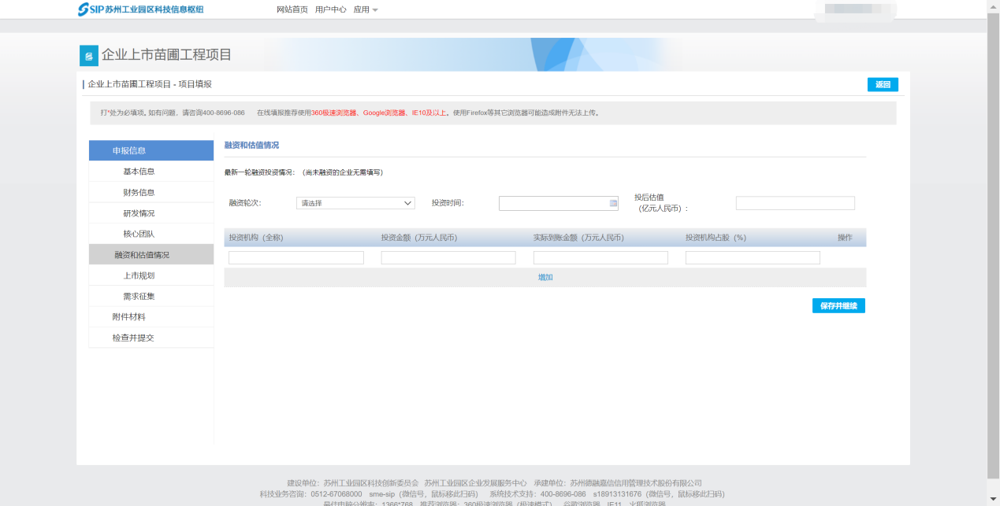 SIP苏州工业园区科技信息枢纽 网站首页 用户中心 应用
企业上市苗圃工程项目
企业上市苗圃工程项目 - 项目填报 返回
打*处为必填项。如有问题，请咨询400-8696-086 在线填报推荐使用360极速浏览器、Google浏览器、IE10及以上。使用Firefox等其它浏览器可能造成附件无法上传。
申报信息
基本信息
财务信息
研发情况
核心团队
融资和估值情况
上市规划
需求征集
附件材料
检查并提交
融资和估值情况
最新一轮融资投资情况：（尚未融资的企业无需填写）
融资轮次: 请选择 投资时间: 投后估值
（亿元人民币）:
投资机构（全称） 投资金额（万元人民币） 实际到账金额（万元人民币） 投资机构占股（%） 操作
增加
保存并继续
建设单位：苏州工业园区科技创新委员会 苏州工业园区企业发展服务中心 承建单位：苏州德融嘉信信用管理技术股份有限公司
科技业务咨询：0512-67068000 sme-sip（微信号，鼠标移此扫码） 系统技术支持：400-8696-086 s18913131676（微信号，鼠标移此扫码）
最佳电脑分辨率：1366*768 推荐浏览器：360极速浏览器（极速模式）、谷歌浏览器、IE11、火狐浏览器